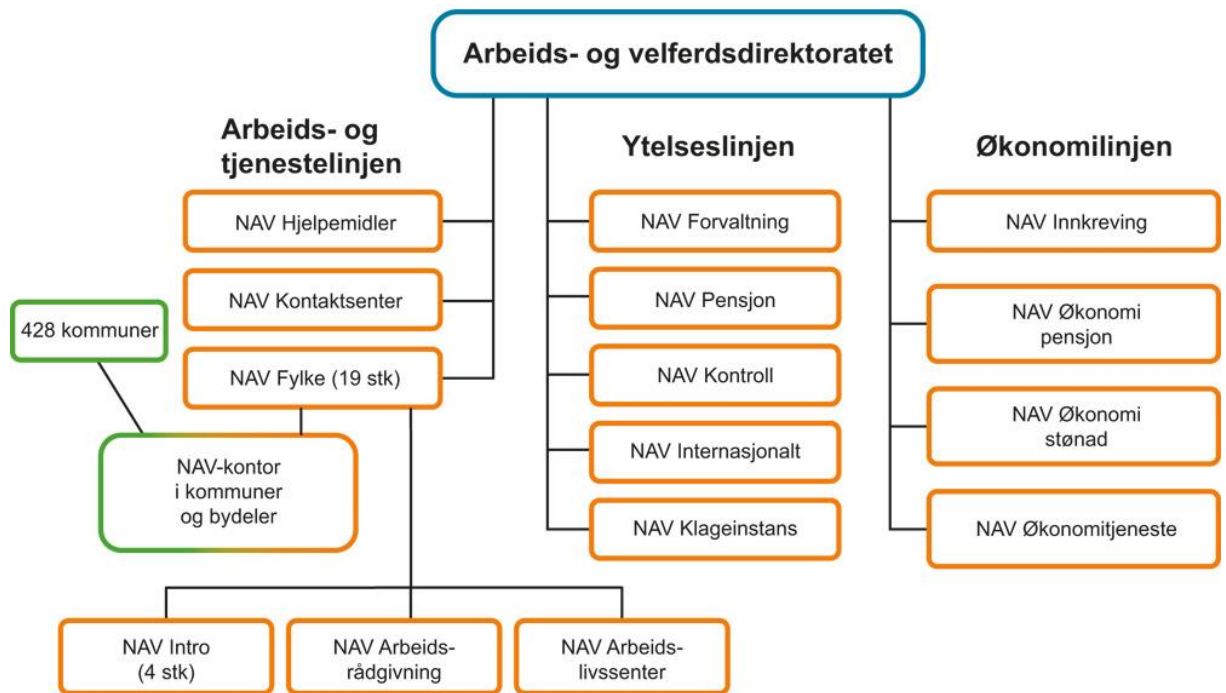 Arbeids- og velferdsdirektoratet
Arbeids- og
tjenestelinjen
NAV Hjelpemidler
NAV Kontaktsenter
428 kommuner
NAV Fylke (19 stk)
NAV-kontor
i kommuner
og bydeler
NAV Intro
(4 stk)
NAV Arbeids-
rådgivning
NAV Arbeids-
livssenter
Ytelseslinjen
NAV Forvaltning
NAV Pensjon
NAV Kontroll
NAV Internasjonalt
NAV Klageinstans
Økonomilinjen
NAV Innkreving
NAV Økonomi
pensjon
NAV Økonomi
stønad
NAV Økonomitjeneste